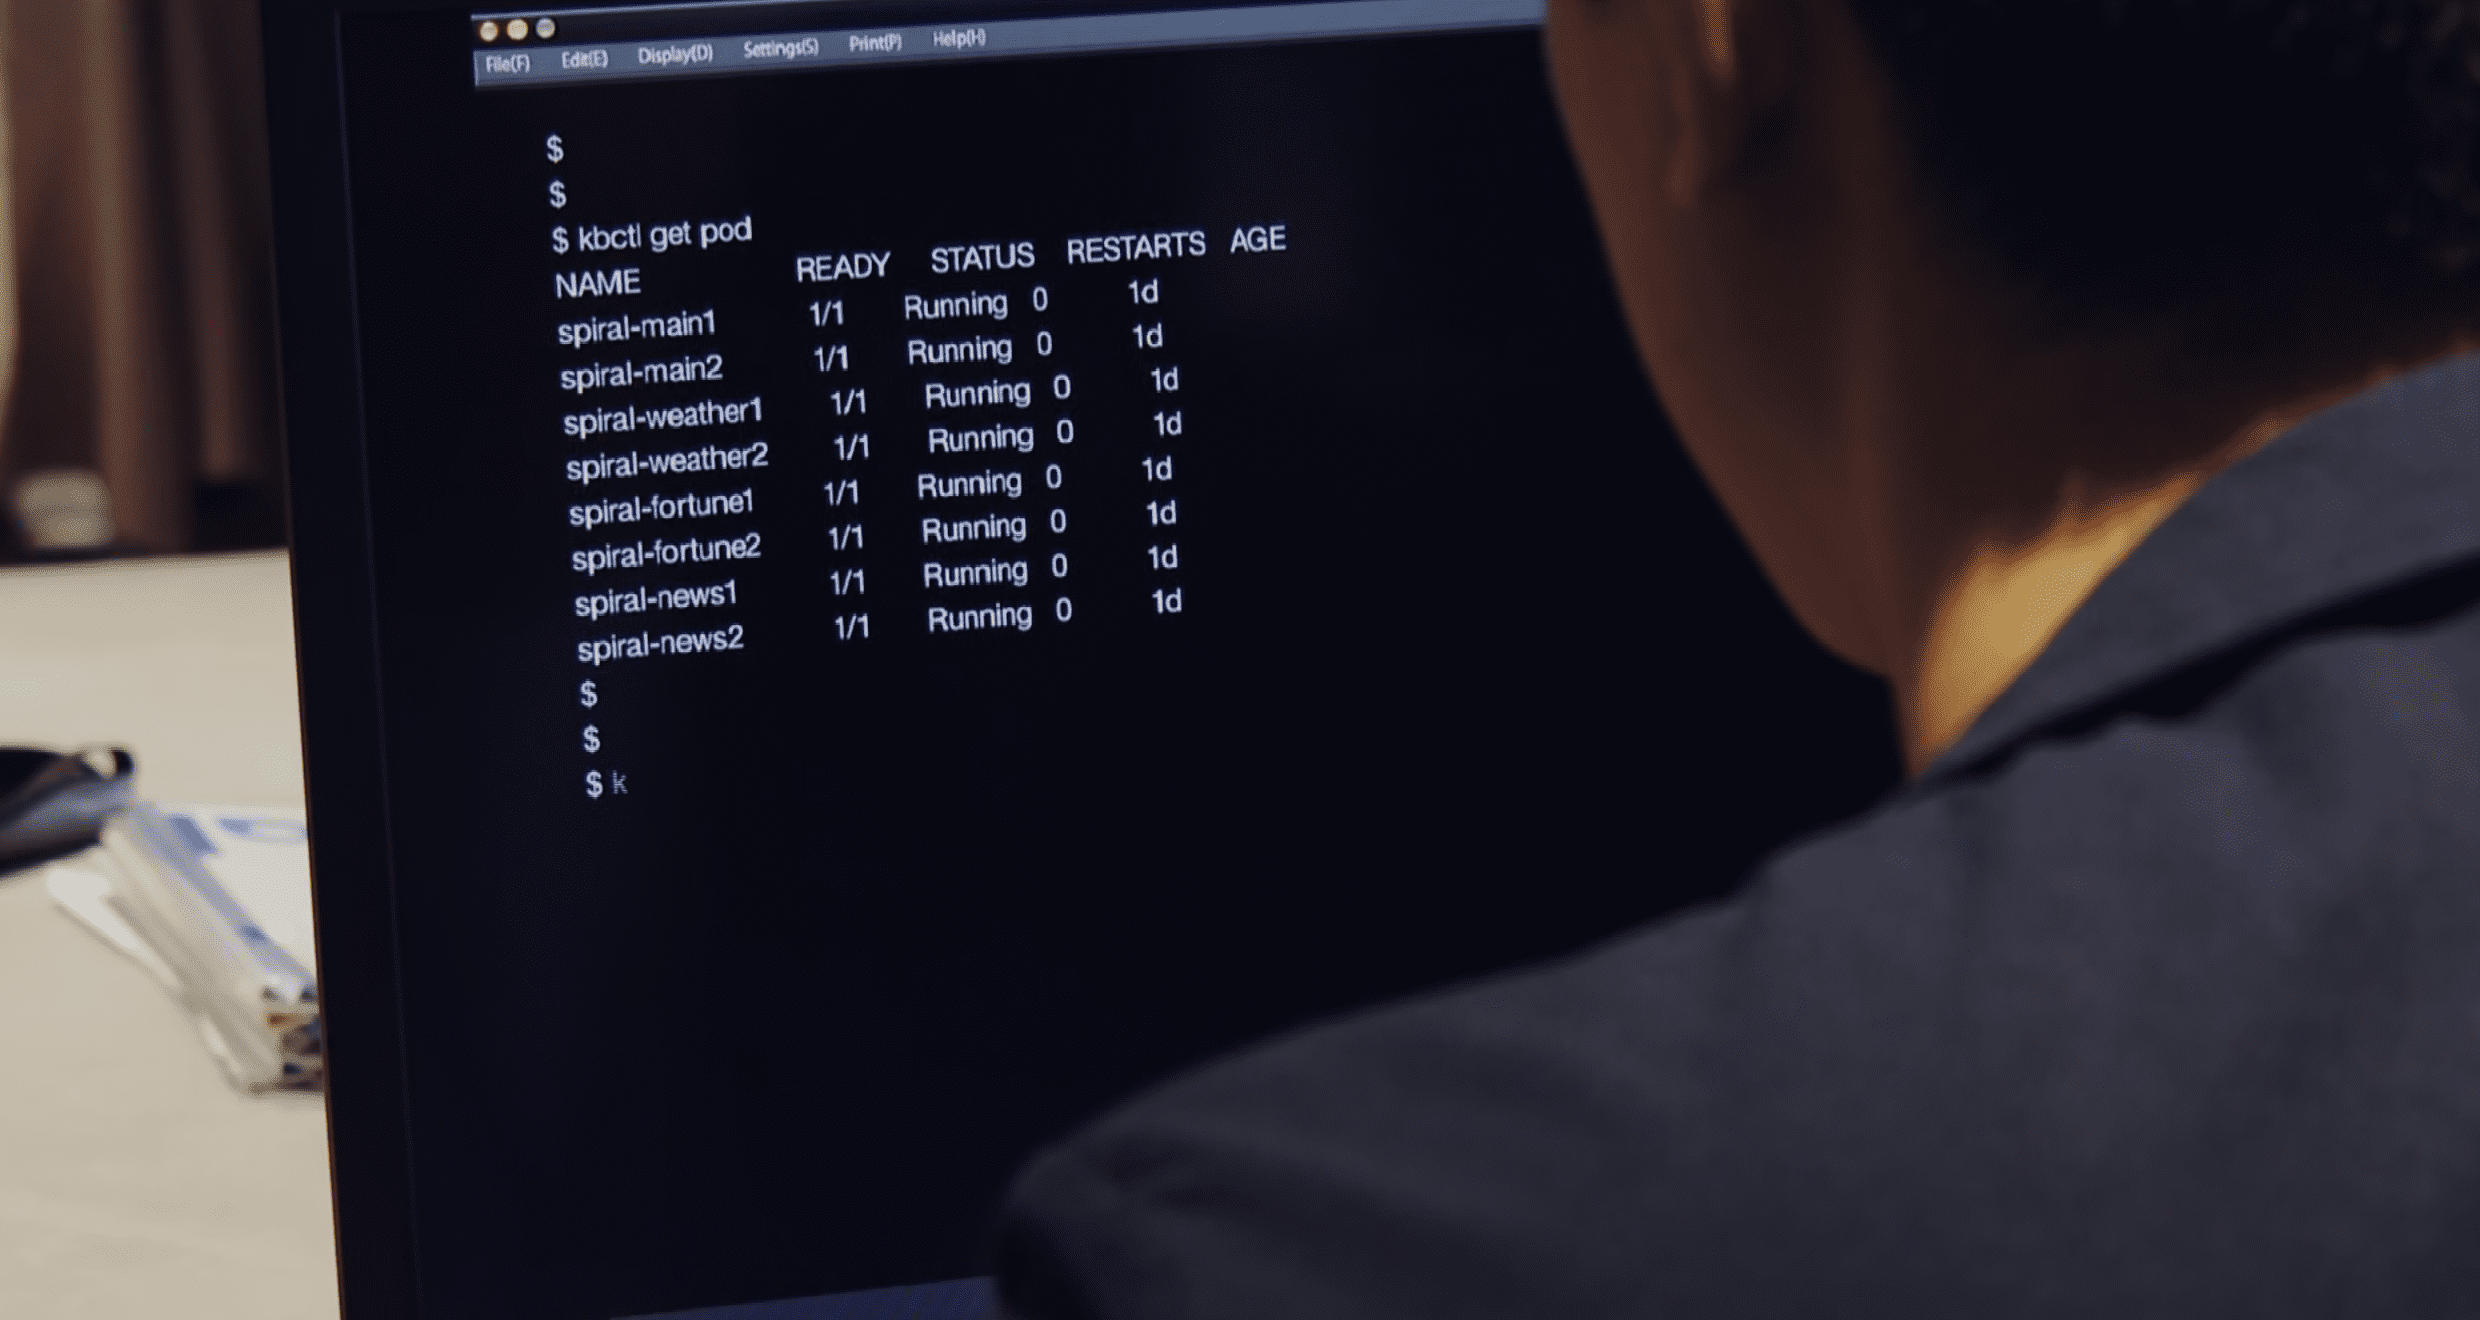 File(F) Edit(E) Display(D) Settings(S) Print(P) Help(H)
$
$
$ kbctl get pod
NAME READY STATUS RESTARTS AGE
spiral-main1 1/1 Running 0 1d
spiral-main2 1/1 Running 0 1d
spiral-weather1 1/1 Running 0 1d
spiral-weather2 1/1 Running 0 1d
spiral-fortune1 1/1 Running 0 1d
spiral-fortune2 1/1 Running 0 1d
spiral-news1 1/1 Running 0 1d
spiral-news2 1/1 Running 0 1d
$
$
$ k